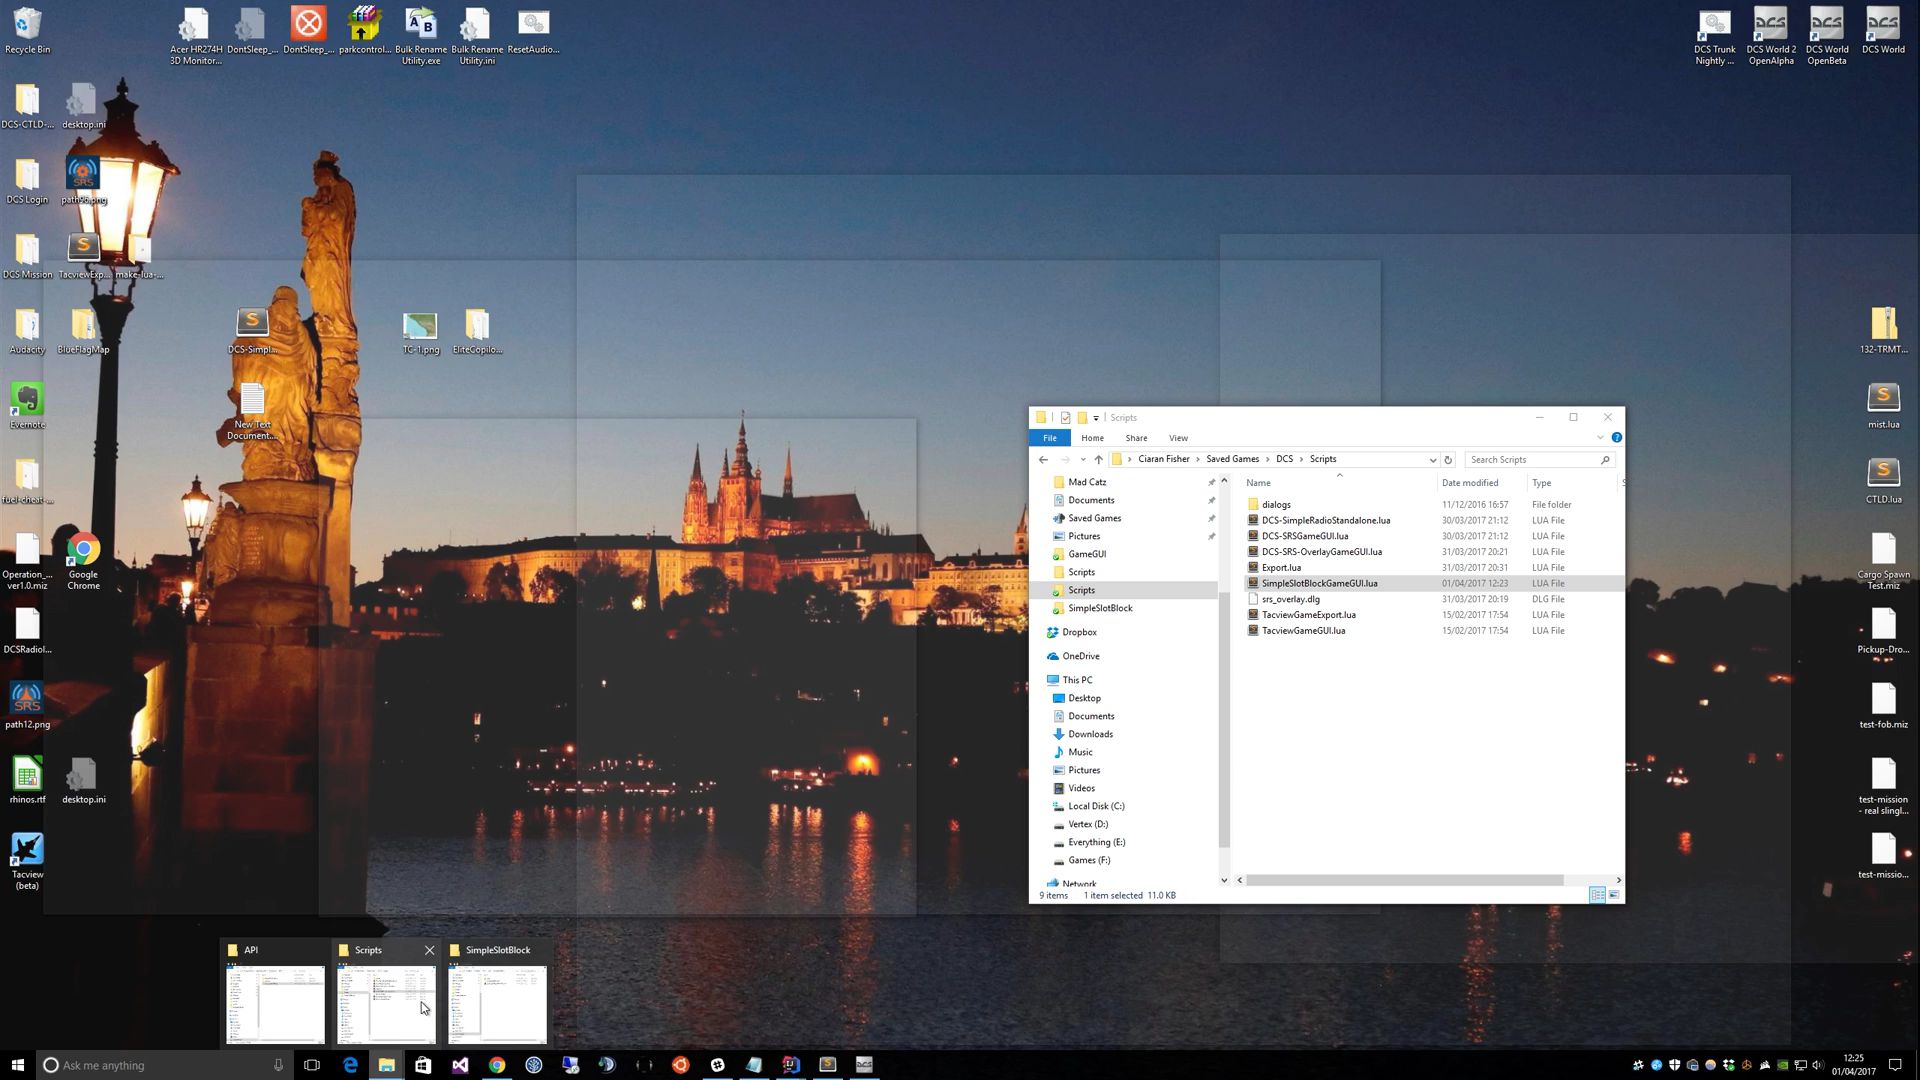 Recycle Bin
Acer HR274H
3D Monitor...
DontSleep_...
DontSleep_...
parkcontrol...
Bulk Rename
Utility.exe
Bulk Rename
Utility.ini
ResetAudio...
DCS Trunk
Nightly ...
DCS World 2
OpenAlpha
DCS World
OpenBeta
DCS World
DCS-CTLD-...
desktop.ini
DCS Login
path96.png
DCS Mission
TacviewExp...
make-lua-...
Audacity
BlueFlagMap
DCS-Simpl...
TC-1.png
EliteCopilo...
132-TRMT...
Evernote
New Text
Document....
mist.lua
fuel-cheat-...
CTLD.lua
Operation_...
ver1.0.miz
Google
Chrome
Cargo Spawn
Test.miz
DCSRadioI...
Pickup-Dro...
path12.png
test-fob.miz
rhinos.rtf
desktop.ini
test-mission
- real slingl...
Tacview
(beta)
test-missio...
Scripts
File
Home
Share
View
Ciaran Fisher
Saved Games
DCS
Scripts
Search Scripts
Mad Catz
Documents
Saved Games
Pictures
GameGUI
Scripts
Scripts
SimpleSlotBlock
Dropbox
OneDrive
This PC
Desktop
Documents
Downloads
Music
Pictures
Videos
Local Disk (C:)
Vertex (D:)
Everything (E:)
Games (F:)
Network
Name Date modified Type
dialogs 11/12/2016 16:57 File folder
DCS-SimpleRadioStandalone.lua 30/03/2017 21:12 LUA File
DCS-SRSGameGUI.lua 30/03/2017 21:12 LUA File
DCS-SRS-OverlayGameGUI.lua 31/03/2017 20:21 LUA File
Export.lua 31/03/2017 20:31 LUA File
SimpleSlotBlockGameGUI.lua 01/04/2017 12:23 LUA File
srs_overlay.dlg 31/03/2017 20:19 DLG File
TacviewGameExport.lua 15/02/2017 17:54 LUA File
TacviewGameGUI.lua 15/02/2017 17:54 LUA File
9 items 1 item selected 11.0 KB
API
Scripts
SimpleSlotBlock
Ask me anything
12:25
01/04/2017